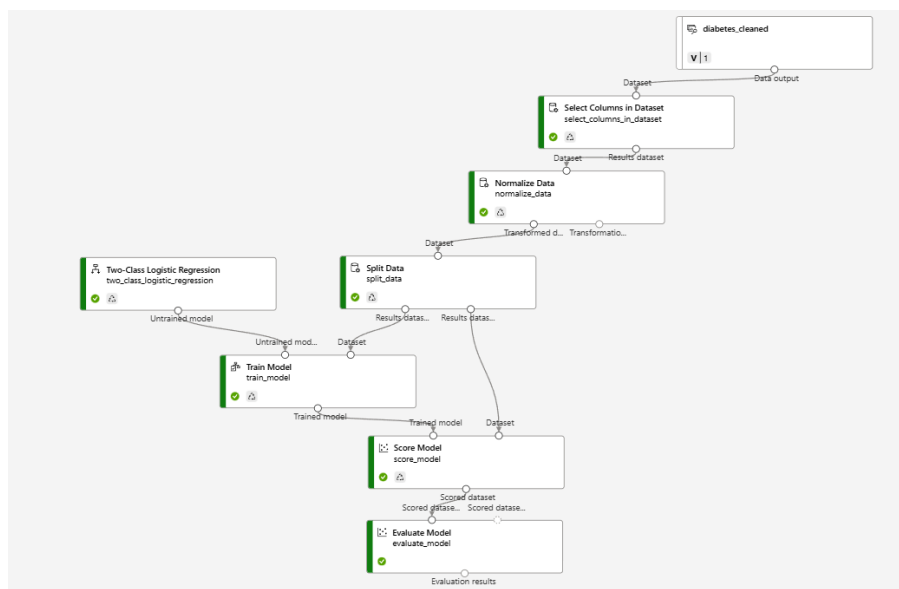 diabetes_cleaned
V | 1
Data output
Dataset
Select Columns in Dataset
select_columns_in_dataset
Results dataset
Dataset
Normalize Data
normalize_data
Transformed d...
Transformatio...
Dataset
Split Data
split_data
Results datas...
Results datas...
Two-Class Logistic Regression
two_class_logistic_regression
Untrained model
Untrained mod...
Dataset
Train Model
train_model
Trained model
Trained model
Dataset
Score Model
score_model
Scored dataset
Scored datase...
Scored datase...
Evaluate Model
evaluate_model
Evaluation results